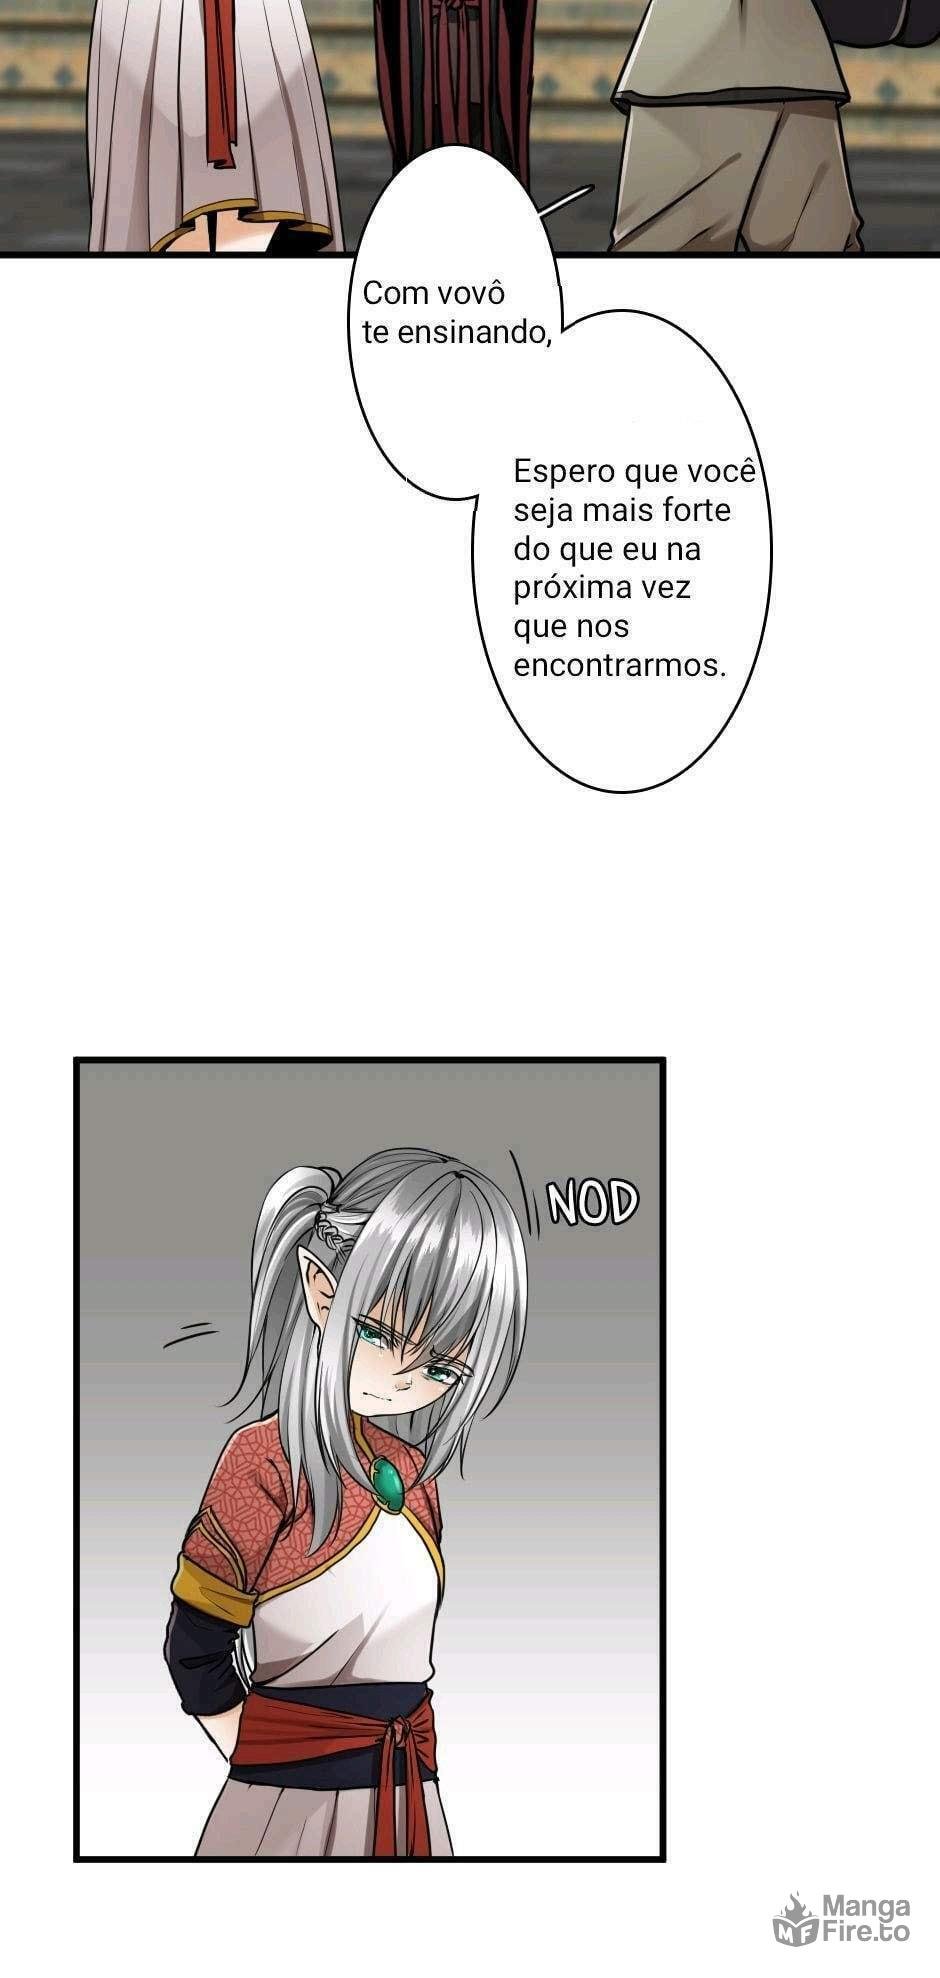 Com vovô
te ensinando,
Espero que você
seja mais forte
do que eu na
próxima vez
que nos
encontrarmos.
NOD
MF
Manga
Fire.to